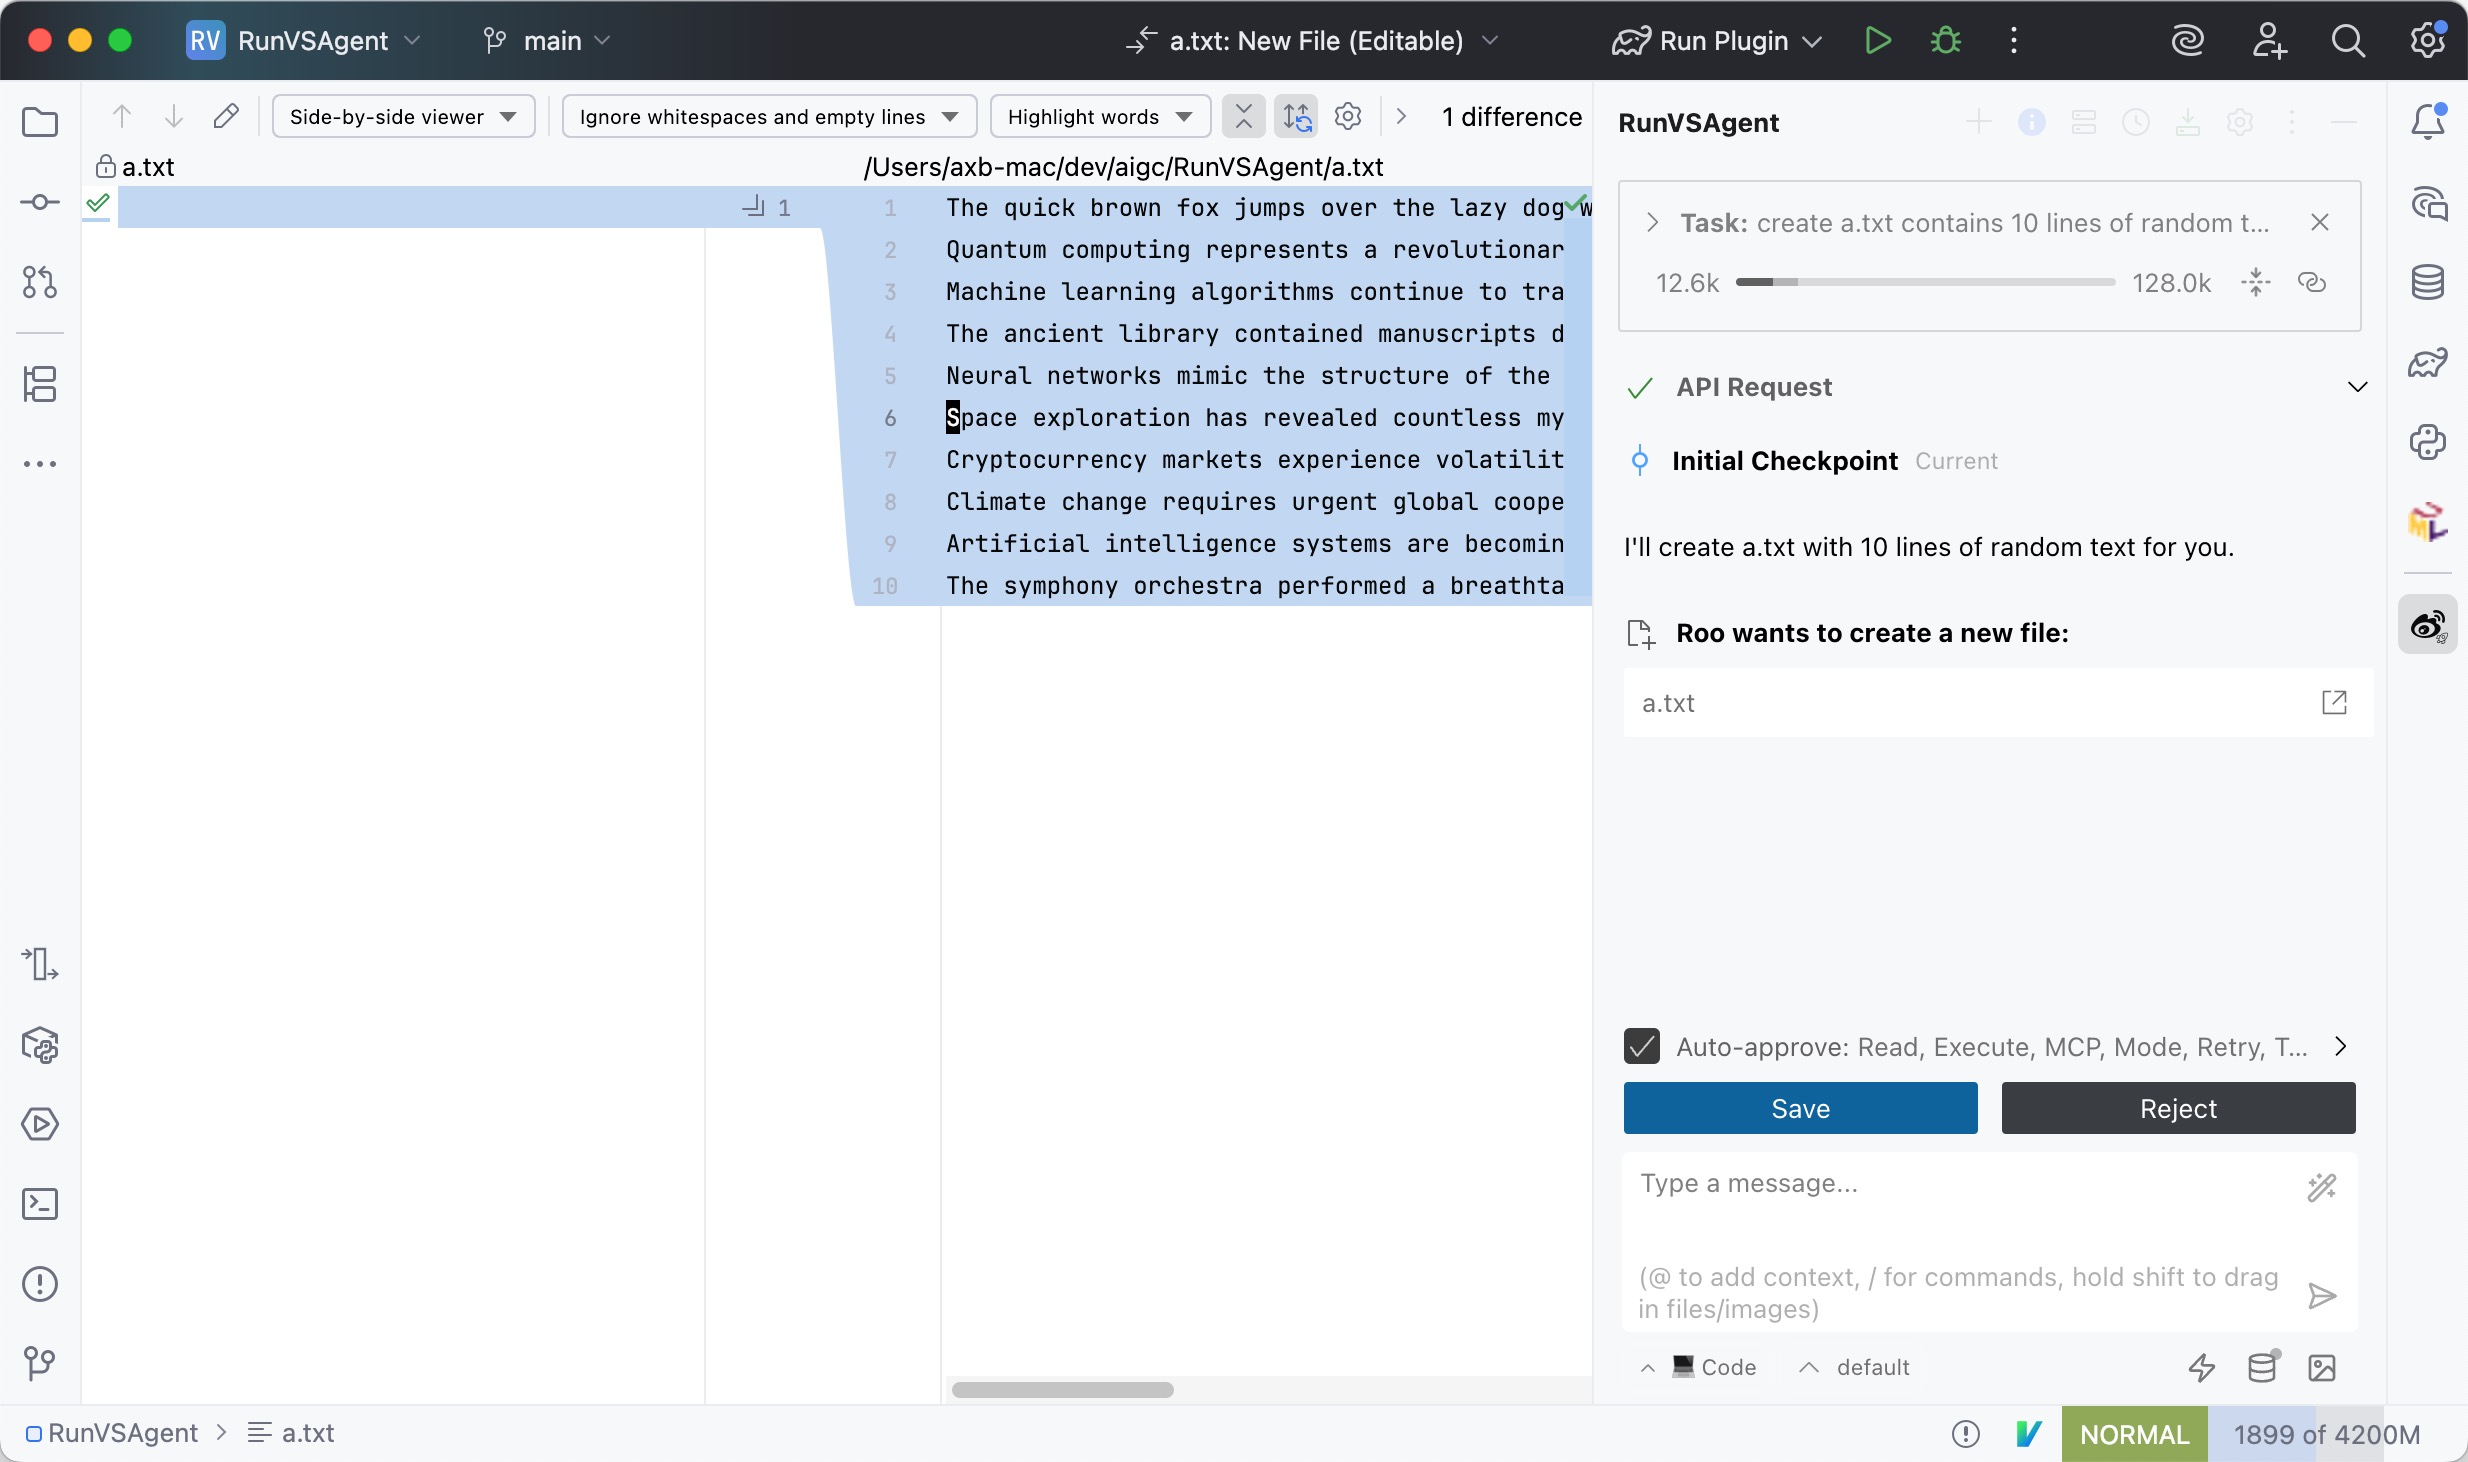 RV RunVSAgent main a.txt: New File (Editable) Run Plugin
Side-by-side viewer Ignore whitespaces and empty lines Highlight words 1 difference
a.txt /Users/axb-mac/dev/aigc/RunVSAgent/a.txt
1 1 The quick brown fox jumps over the lazy dog w
2 Quantum computing represents a revolutionar
3 Machine learning algorithms continue to tra
4 The ancient library contained manuscripts d
5 Neural networks mimic the structure of the
6 Space exploration has revealed countless my
7 Cryptocurrency markets experience volatilit
8 Climate change requires urgent global coope
9 Artificial intelligence systems are becomin
10 The symphony orchestra performed a breathta
RunVSAgent
Task: create a.txt contains 10 lines of random t...
12.6k 128.0k
API Request
Initial Checkpoint Current
I'll create a.txt with 10 lines of random text for you.
Roo wants to create a new file:
a.txt
Auto-approve: Read, Execute, MCP, Mode, Retry, T...
Save Reject
Type a message...
(@ to add context, / for commands, hold shift to drag
in files/images)
Code default
RunVSAgent a.txt
NORMAL 1899 of 4200M